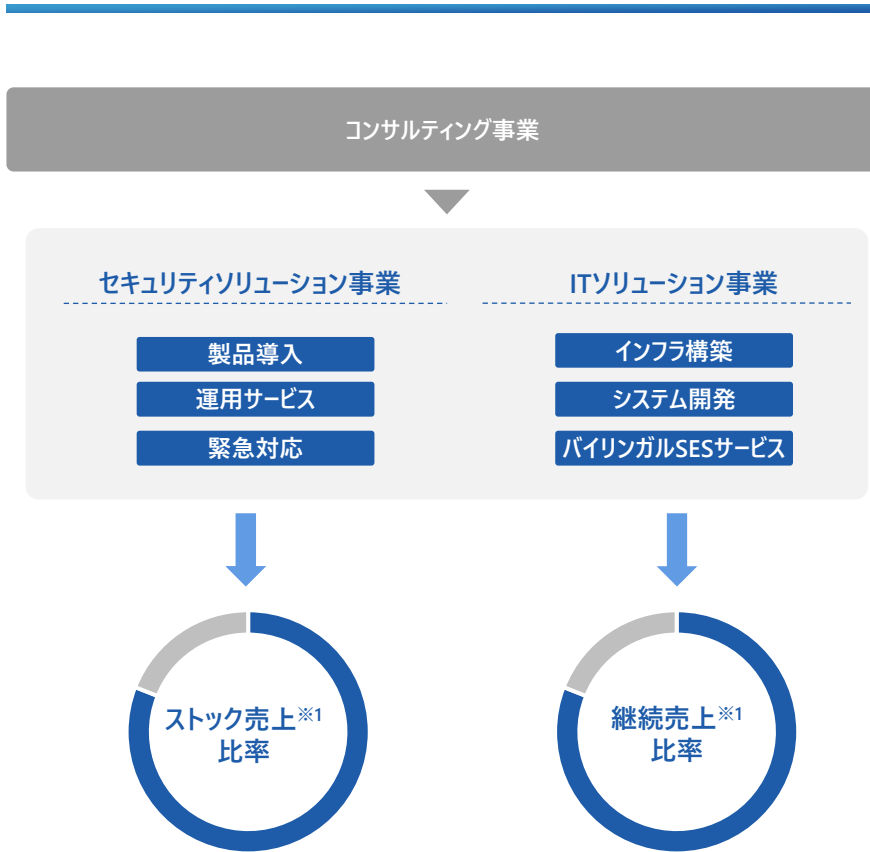 コンサルティング事業
セキュリティソリューション事業
ITソリューション事業
製品導入
運用サービス
緊急対応
インフラ構築
システム開発
バイリンガルSESサービス
ストック売上※1
比率
継続売上※1
比率